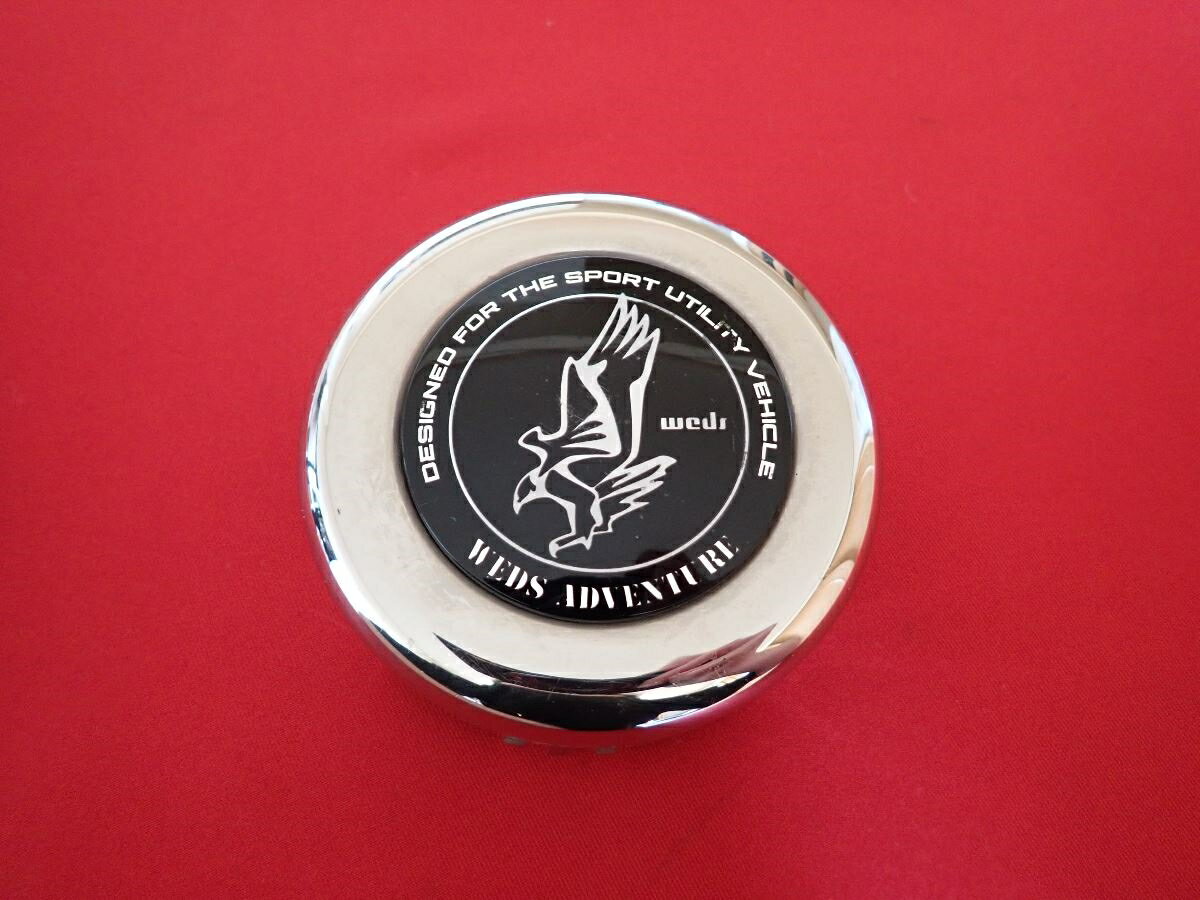 DESIGNED FOR THE SPORT UTILITY VEHICLE
weds
WEDS ADVENTURE